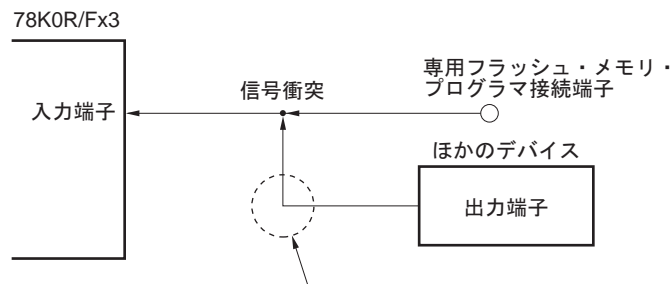 78K0R/Fx3
入力端子
信号衝突
専用フラッシュ・メモリ・
プログラマ接続端子
ほかのデバイス
出力端子